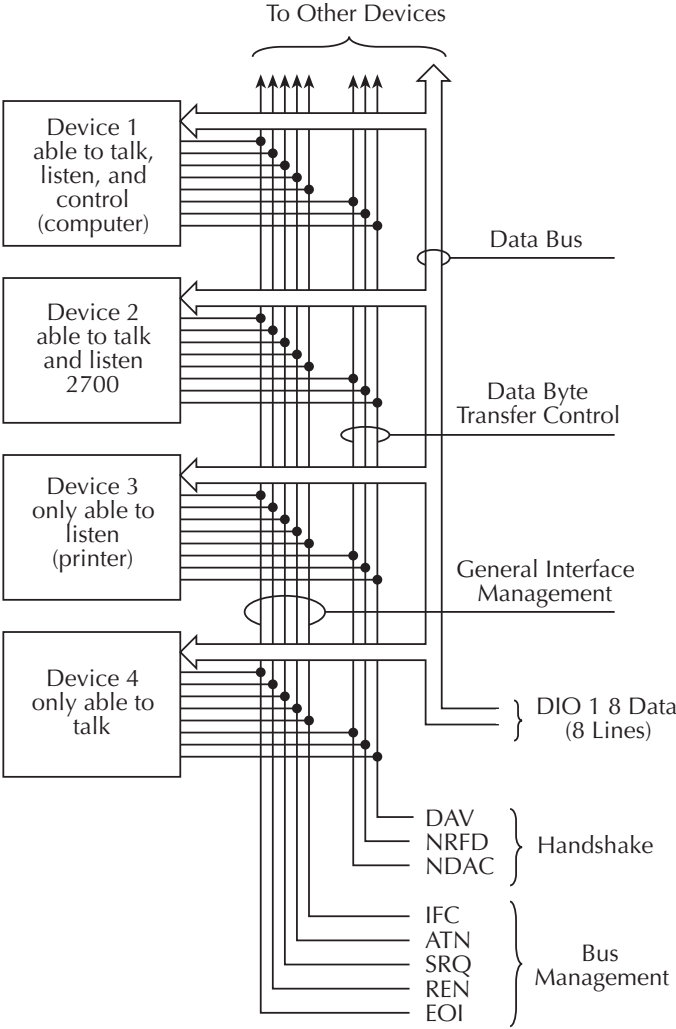 To Other Devices
Device 1
able to talk,
listen, and
control
(computer)
Data Bus
Device 2
able to talk
and listen
2700
Data Byte
Transfer Control
Device 3
only able to
listen
(printer)
General Interface
Management
Device 4
only able to
talk
DIO 1 8 Data
(8 Lines)
DAV
NRFD
NDAC
Handshake
IFC
ATN
SRQ
REN
EOI
Bus
Management